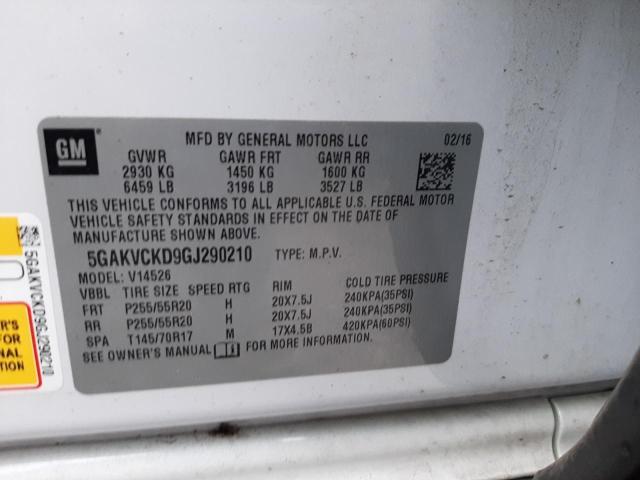 GM
MFD BY GENERAL MOTORS LLC 02/16
GVWR GAWR FRT GAWR RR
2930 KG 1450 KG 1600 KG
6459 LB 3196 LB 3527 LB
THIS VEHICLE CONFORMS TO ALL APPLICABLE U.S. FEDERAL MOTOR
VEHICLE SAFETY STANDARDS IN EFFECT ON THE DATE OF
MANUFACTURE SHOWN ABOVE.
5GAKVCKD9GJ290210 TYPE: M.P.V.
MODEL: V14526
VBBL TIRE SIZE SPEED RTG RIM COLD TIRE PRESSURE
FRT P255/55R20 H 20X7.5J 240KPA(35PSI)
RR P255/55R20 H 20X7.5J 240KPA(35PSI)
SPA T145/70R17 M 17X4.5B 420KPA(60PSI)
SEE OWNER'S MANUAL FOR MORE INFORMATION.
5GAKVCKD9GJ290210
ER'S
FOR
NAL
TION